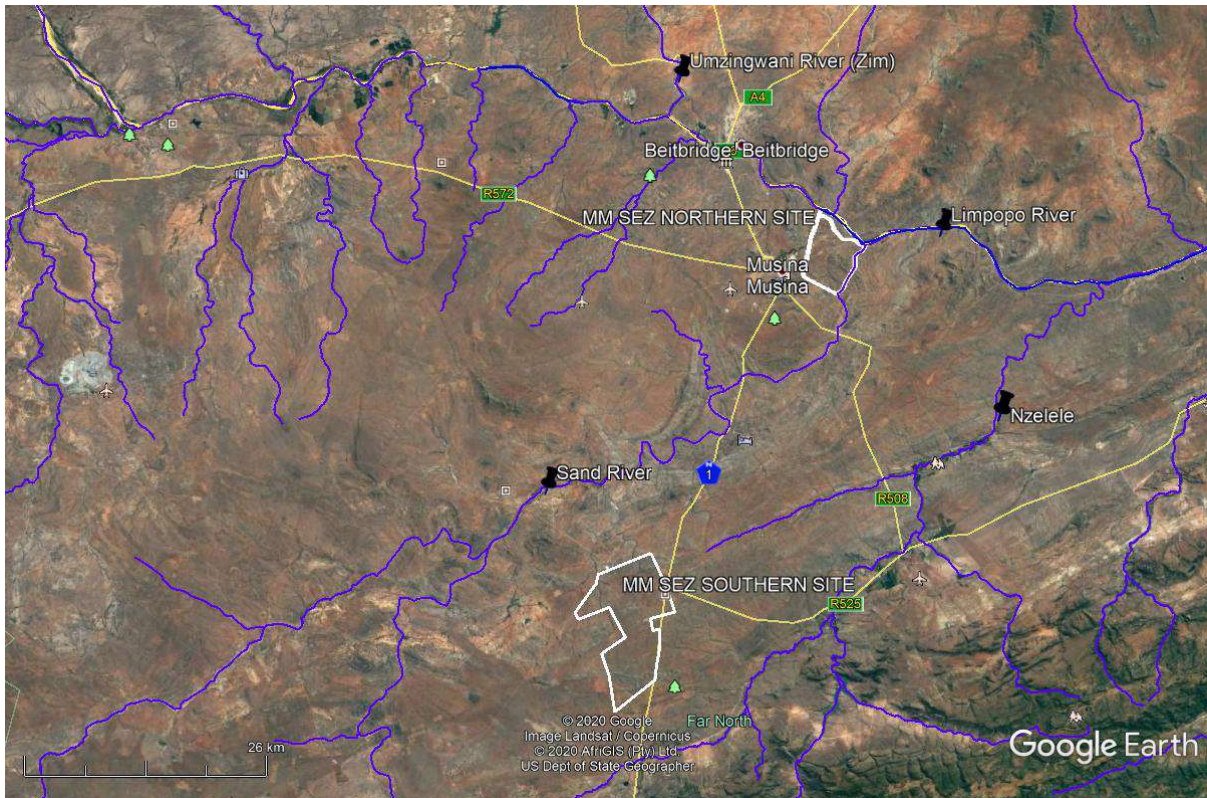 Umzingwani River (Zim)
A4
Beitbridge Beitbridge
R572
MM SEZ NORTHERN SITE
Limpopo River
Musina
Musina
Nzelele
Sand River
1
R508
MM SEZ SOUTHERN SITE
R525
Far North
© 2020 Google
Image Landsat / Copernicus
© 2020 AfriGIS (Pty) Ltd.
US Dept of State Geographer
26 km
Google Earth